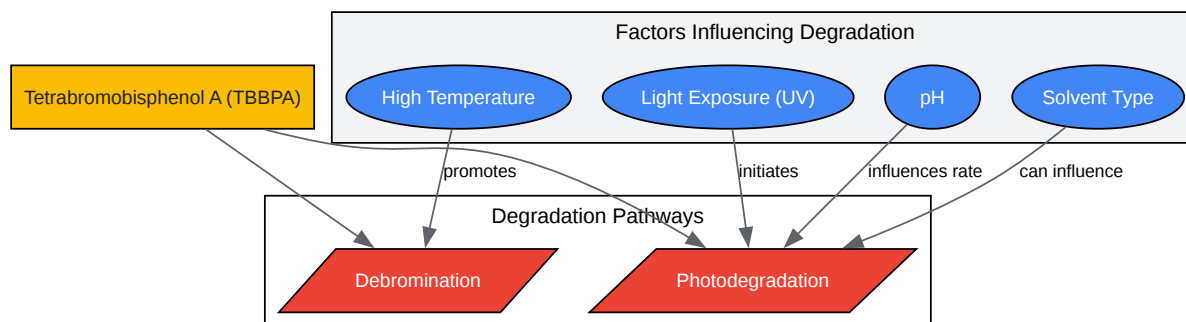 Factors Influencing Degradation
Tetrabromobisphenol A (TBBPA)
High Temperature
Light Exposure (UV)
pH
Solvent Type
promotes
initiates
influences rate
can influence
Degradation Pathways
Debromination
Photodegradation